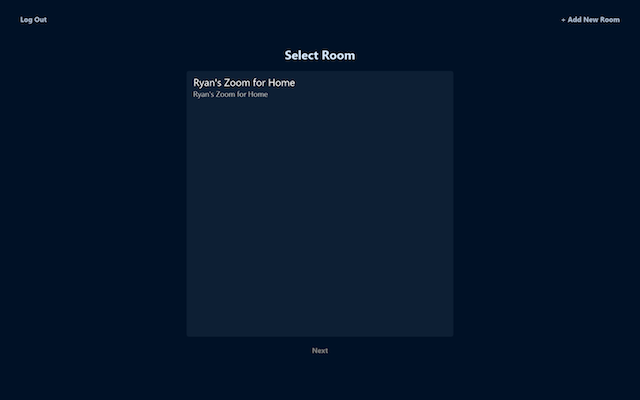 Log Out
+ Add New Room
Select Room
Ryan's Zoom for Home
Ryan's Zoom for Home
Next